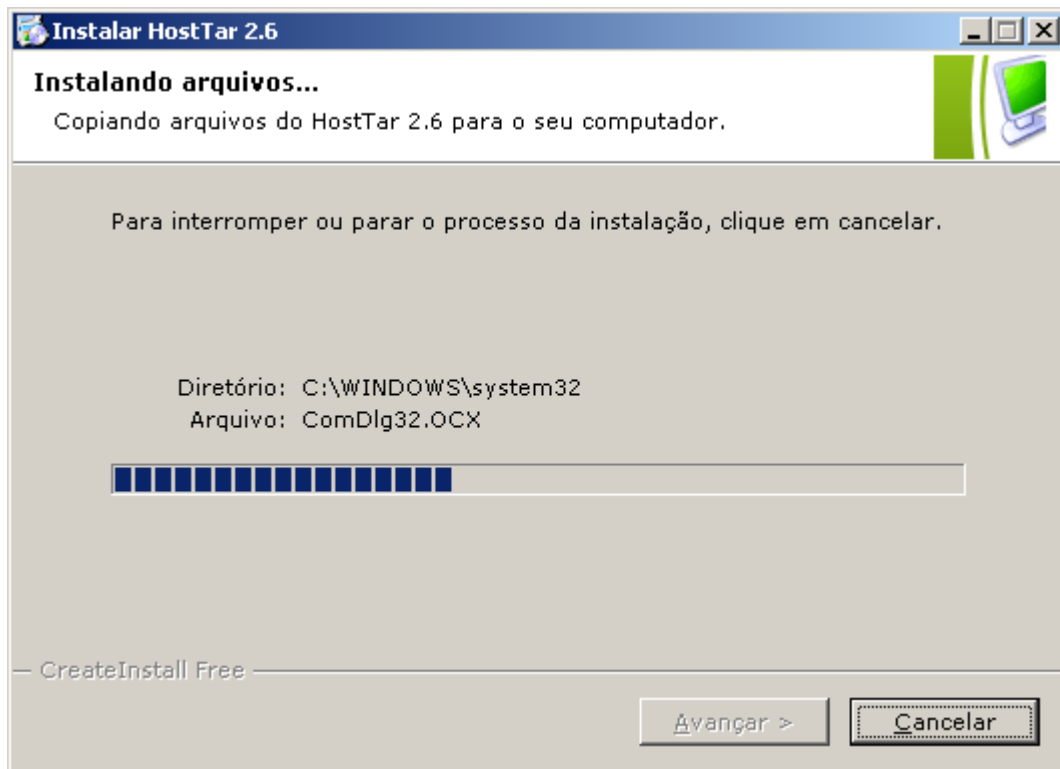 Instalar HostTar 2.6
Instalando arquivos...
Copiando arquivos do HostTar 2.6 para o seu computador.
Para interromper ou parar o processo da instalação, clique em cancelar.
Diretório: C:\WINDOWS\system32
Arquivo: ComDlg32.OCX
CreateInstall Free
Avançar >
Cancelar